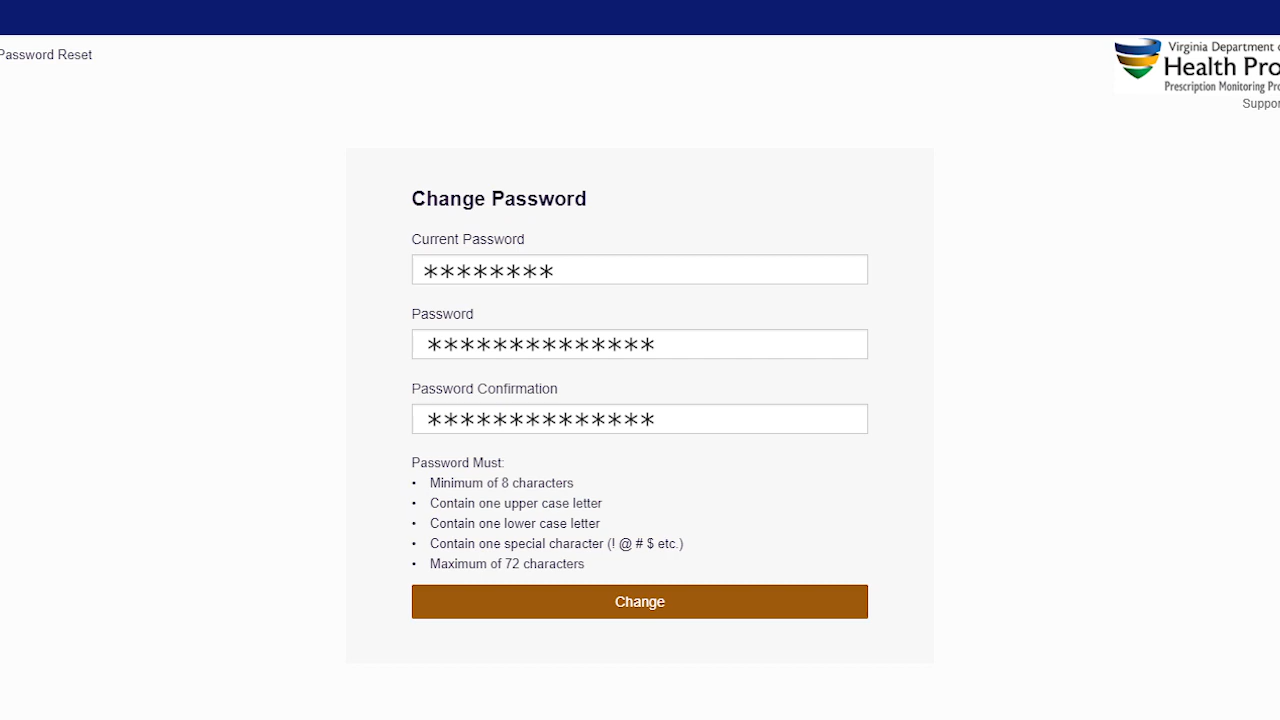 Password Reset
Virginia Department
Health Pro
Prescription Monitoring Pro
Suppor
Change Password
Current Password
********
Password
**************
Password Confirmation
**************
Password Must:
• Minimum of 8 characters
• Contain one upper case letter
• Contain one lower case letter
• Contain one special character (! @ # $ etc.)
• Maximum of 72 characters
Change